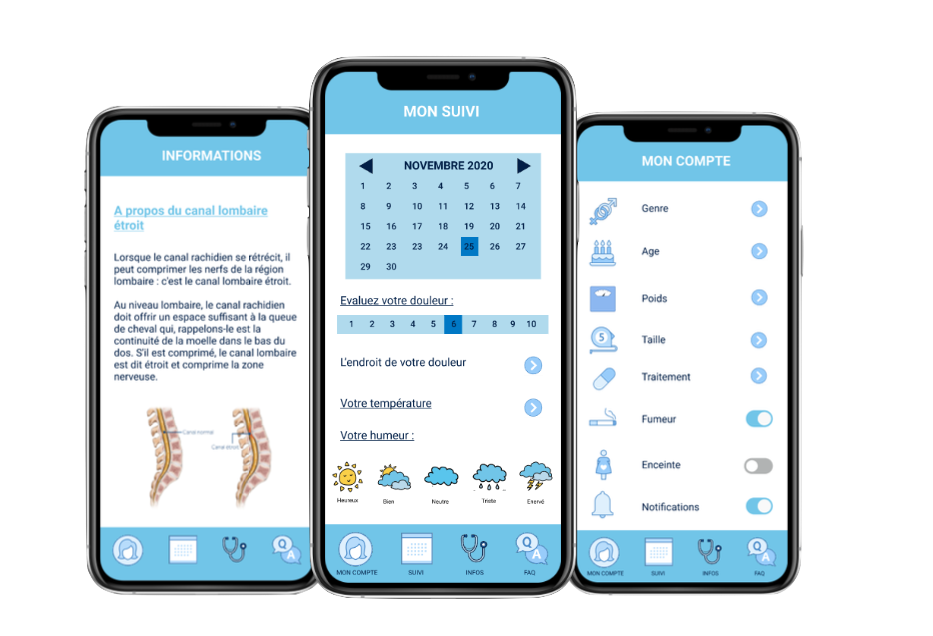 INFORMATIONS
A propos du canal lombaire
étroit
Lorsque le canal rachidien se rétrécit, il
peut comprimer les nerfs de la région
lombaire : c'est le canal lombaire étroit.
Au niveau lombaire, le canal rachidien
doit offrir un espace suffisant à la queue
de cheval qui, rappelons-le est la
continuité de la moelle dans le bas du
dos. S'il est comprimé, le canal lombaire
est dit étroit et comprime la zone
nerveuse.
Canal normal
Canal étroit
Q
A
MON SUIVI
NOVEMBRE 2020
1 2 3 4 5 6 7
8 9 10 11 12 13 14
15 16 17 18 19 20 21
22 23 23 24 25 26 27
29 30
Evaluez votre douleur :
1 2 3 4 5 6 7 8 9 10
L'endroit de votre douleur
Votre température
Votre humeur :
Heureux Bien Neutre Triste Enervé
Q
A
MON COMPTE SUIVI INFOS FAQ
MON COMPTE
Genre
Age
Poids
5
Taille
Traitement
Fumeur
Enceinte
Notifications
Q
A
MON COMPTE SUIVI INFOS FAQ